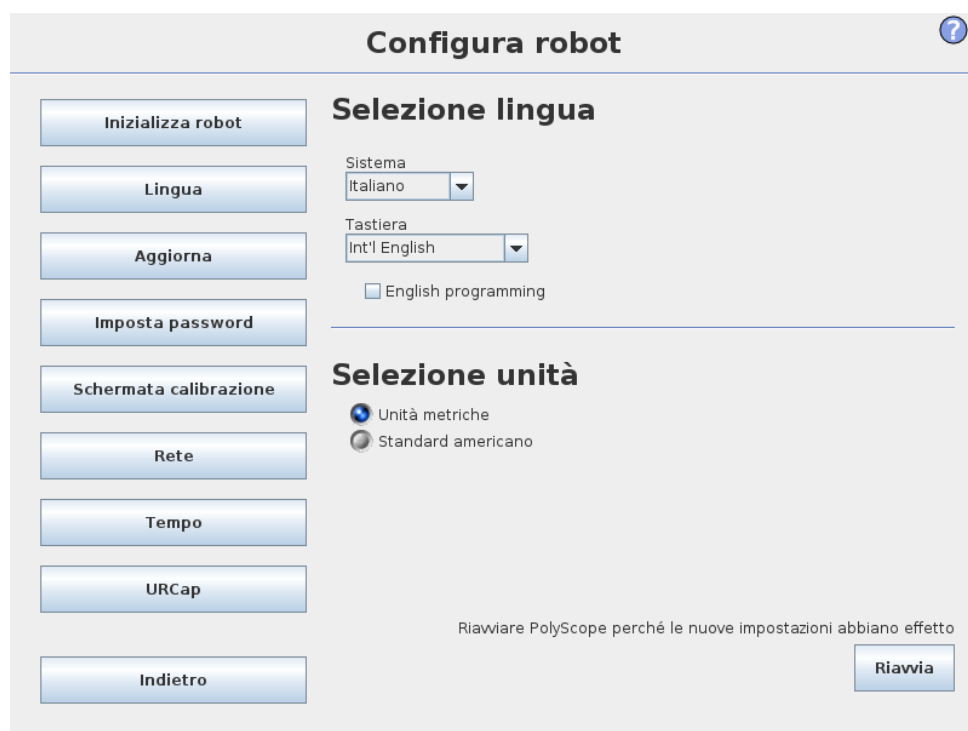 Configura robot
?
Inizializza robot
Lingua
Aggiorna
Imposta password
Schermata calibrazione
Rete
Tempo
URCap
Indietro
Selezione lingua
Sistema
Italiano
Tastiera
Int'l English
English programming
Selezione unità
Unità metriche
Standard americano
Riavviare PolyScope perché le nuove impostazioni abbiano effetto
Riavvia